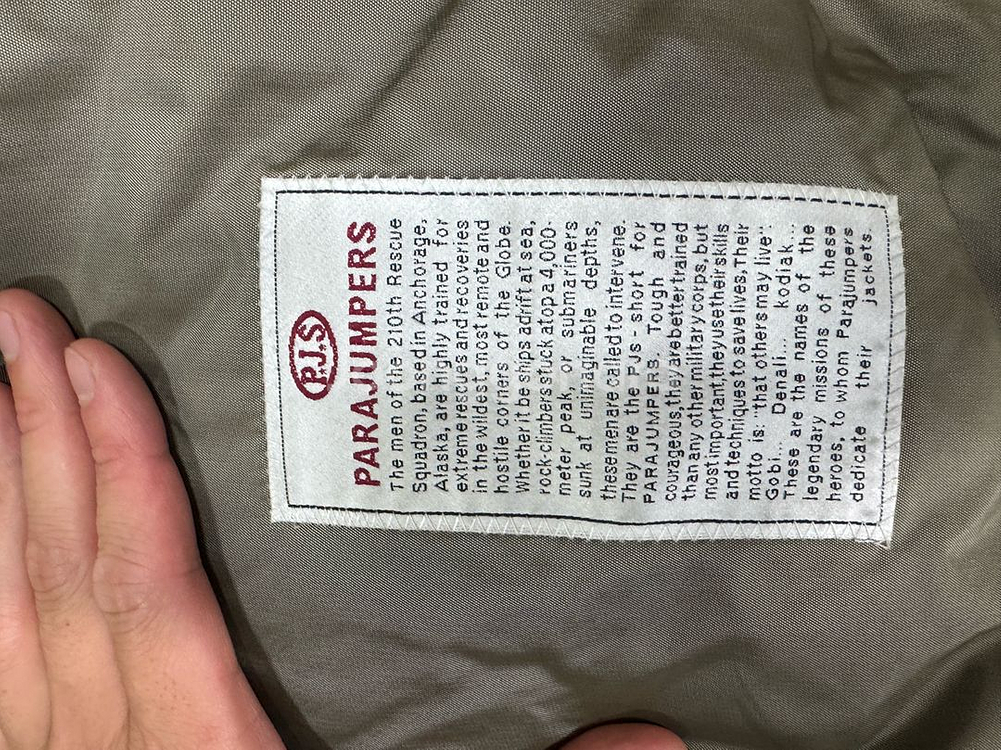 P.J.S
PARAJUMPERS
The men of the 210th Rescue
Squadron, based in Anchorage,
Alaska, are highly trained for
extreme rescues and recoveries
in the wildest, most remote and
hostile corners of the Globe.
Whether it be ships adrift at sea,
rock-climbers stuck atop a 4,000-
meter peak, or submariners
sunk at unimaginable depths,
these men are called to intervene.
They are the PJs - short for
PARAJUMPERS. Tough and
courageous, they are better trained
than any other military corps, but
most important, they use their skills
and techniques to save lives. Their
motto is: "that others may live".
Gobi... Denali... kodiak...
These are the names of the
legendary missions of these
heroes, to whom Parajumpers
dedicate their jackets.